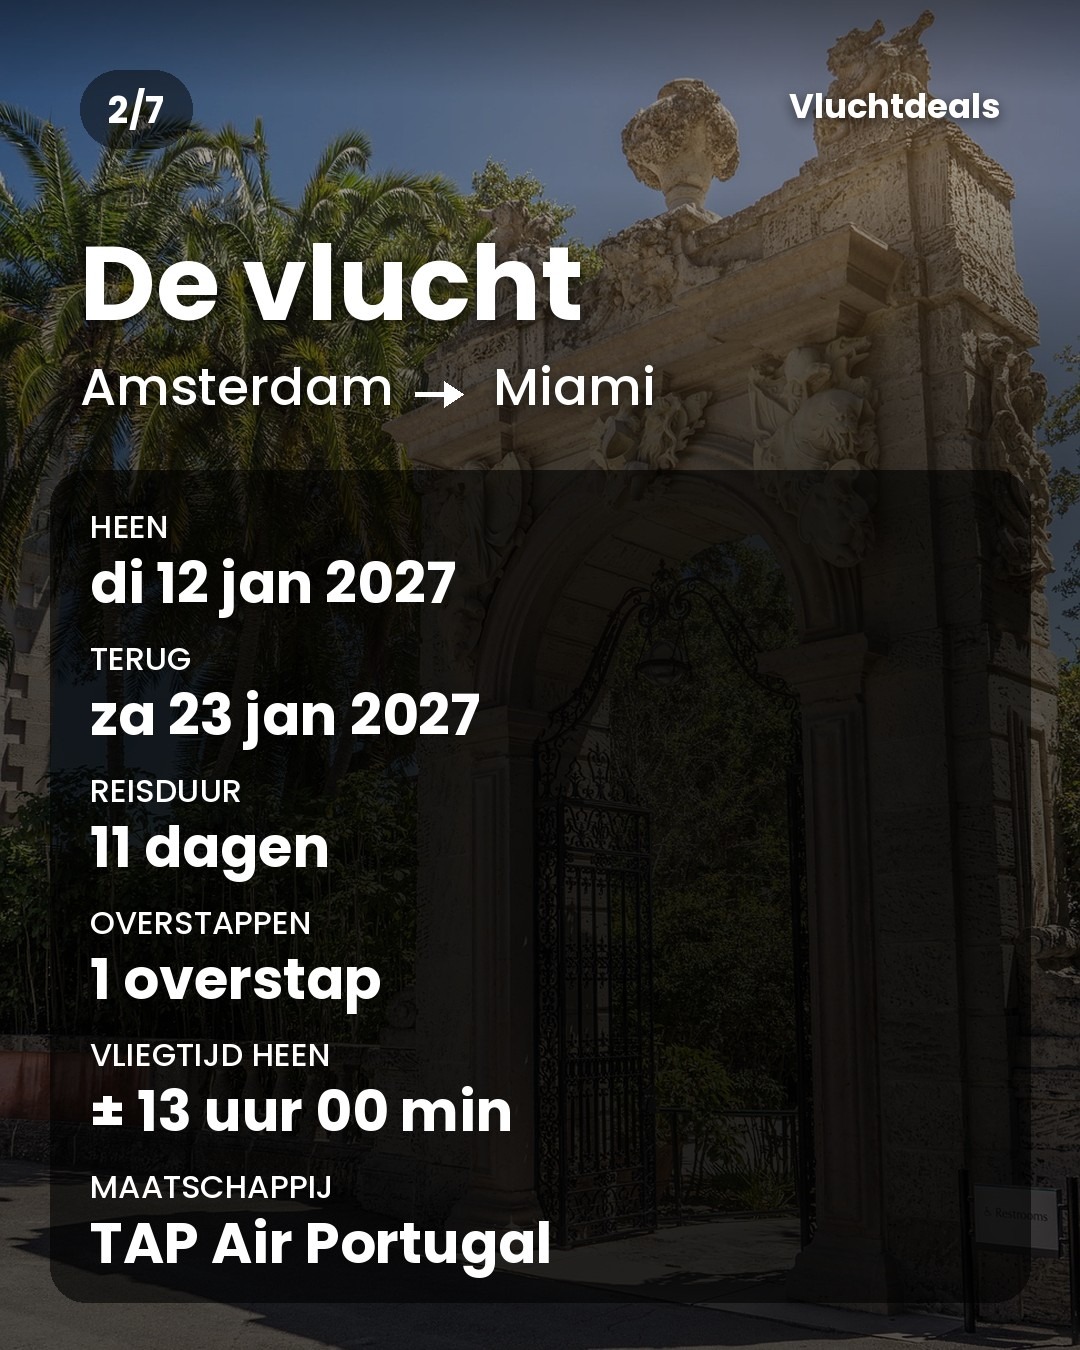 2/7
Vluchtdeals
De vlucht
Amsterdam → Miami
HEEN
di 12 jan 2027
TERUG
za 23 jan 2027
REISDUUR
11 dagen
OVERSTAPPEN
1 overstap
VLIEGTIJD HEEN
± 13 uur 00 min
MAATSCHAPPIJ
TAP Air Portugal
& Restrooms